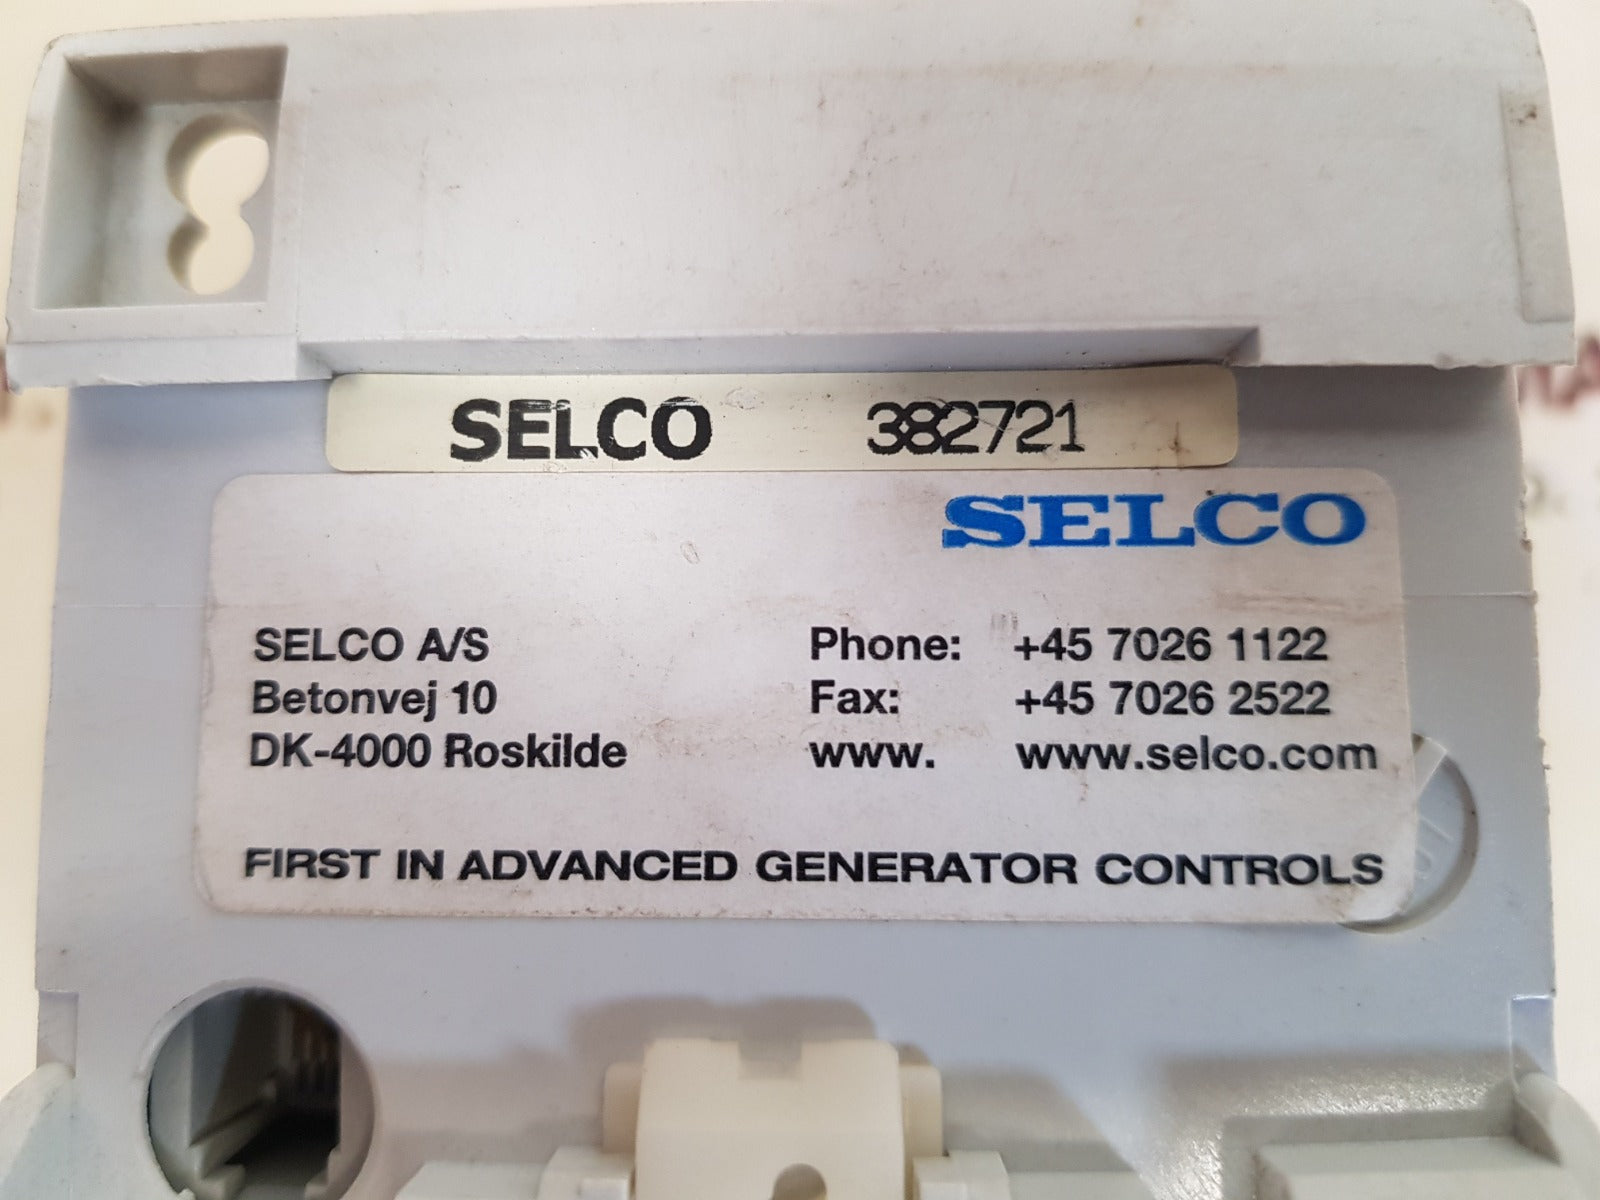 SELCO 382721
SELCO
SELCO A/S
Betonvej 10
DK-4000 Roskilde
Phone: +45 7026 1122
Fax: +45 7026 2522
www. www.selco.com
FIRST IN ADVANCED GENERATOR CONTROLS